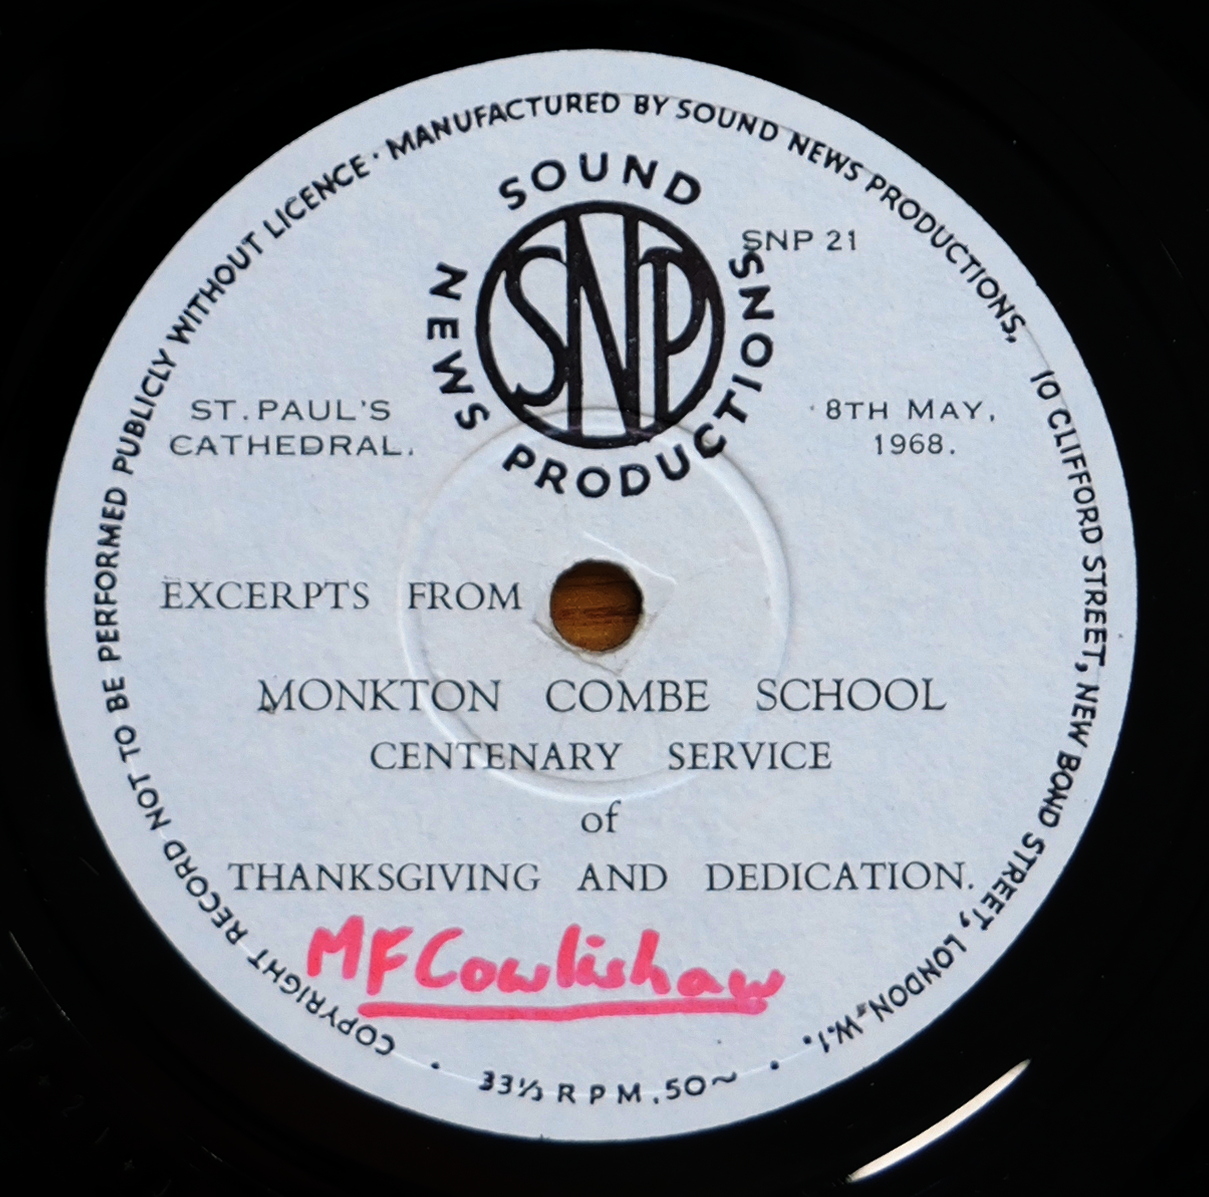 COPYRIGHT RECORD NOT TO BE PERFORMED PUBLICLY WITHOUT LICENCE · MANUFACTURED BY SOUND NEWS PRODUCTIONS, 10 CLIFFORD STREET, NEW BOND STREET, LONDON, W.1.
SOUND
NEWS
PRODUCTIONS
SNP
SNP 21
ST. PAUL'S
CATHEDRAL.
8TH MAY,
1968.
EXCERPTS FROM
MONKTON COMBE SCHOOL
CENTENARY SERVICE
of
THANKSGIVING AND DEDICATION.
MFCowlishaw
· 33⅓ R P M . 50~ ·